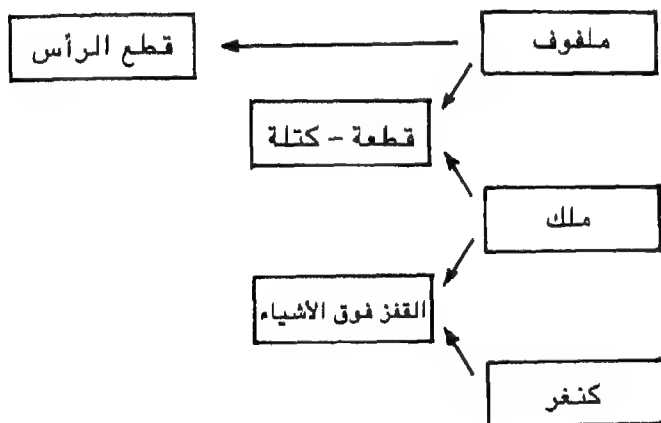 ملفوف
قطع الرأس
قطعة - كتلة
ملك
القفز فوق الأشياء
كنغر